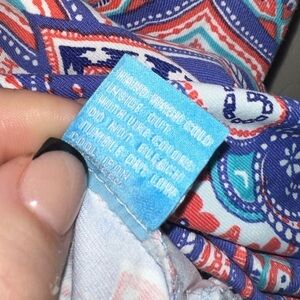 HAND WASH COLD
INSIDE OUT
WITH LIKE COLORS
DO NOT BLEACH
TUMBLE DRY LOW
COOL IRON